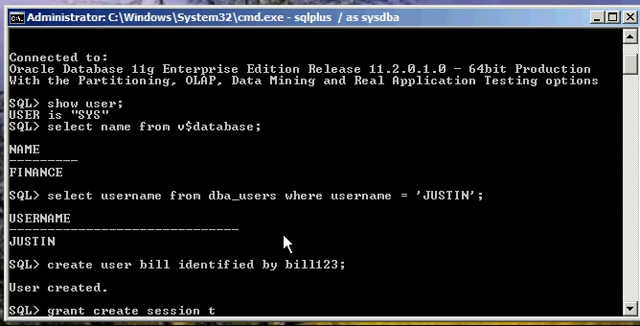 Administrator: C:\Windows\System32\cmd.exe - sqlplus / as sysdba
Connected to:
Oracle Database 11g Enterprise Edition Release 11.2.0.1.0 - 64bit Production
With the Partitioning, OLAP, Data Mining and Real Application Testing options
SQL> show user;
USER is "SYS"
SQL> select name from v$database;
NAME
---------
FINANCE
SQL> select username from dba_users where username = 'JUSTIN';
USERNAME
------------------------------
JUSTIN
SQL> create user bill identified by bill123;
User created.
SQL> grant create session t